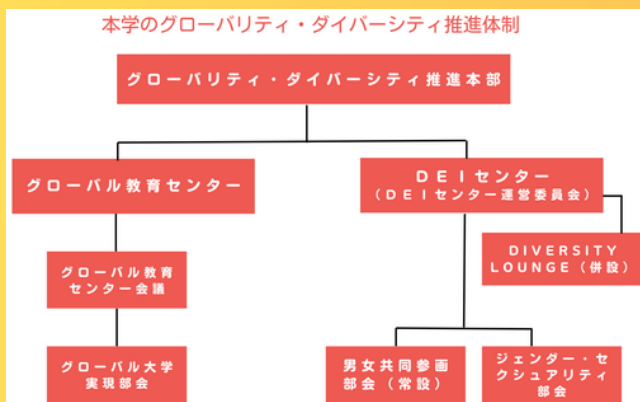 本学のグローバリティ・ダイバーシティ推進体制
グローバリティ・ダイバーシティ推進本部
グローバル教育センター
DEIセンター
（DEIセンター運営委員会）
DIVERSITY
LOUNGE（併設）
グローバル教育
センター会議
グローバル大学
実現部会
男女共同参画
部会（常設）
ジェンダー・セ
クシュアリティ
部会